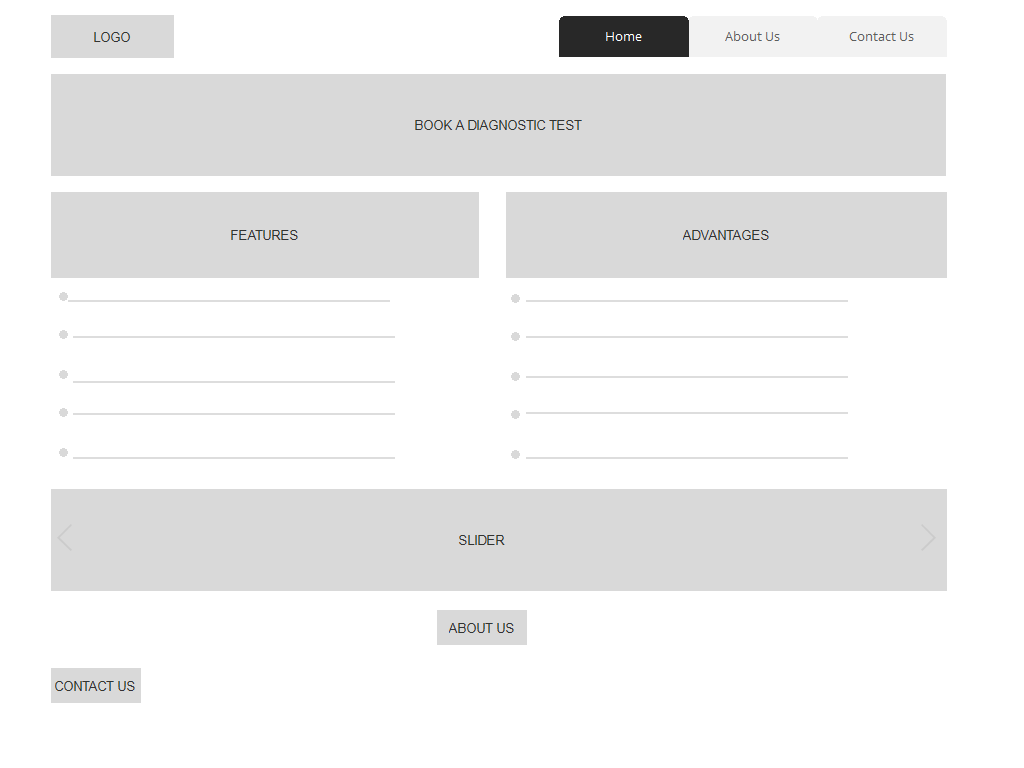 LOGO
Home
About Us
Contact Us
BOOK A DIAGNOSTIC TEST
FEATURES
ADVANTAGES
SLIDER
ABOUT US
CONTACT US